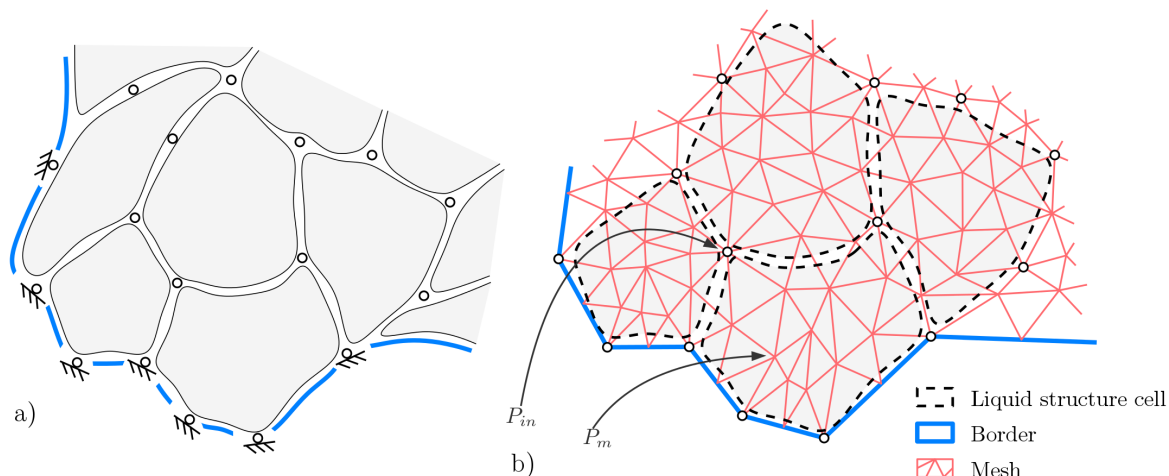 a)
P_in
P_m
b)
Liquid structure cell
Border
Mesh